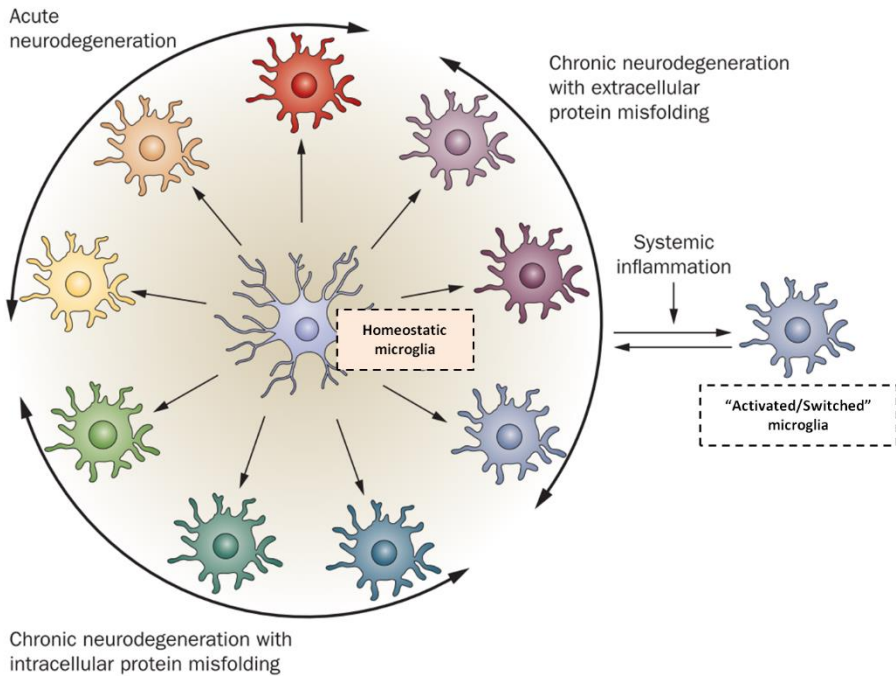 Acute
neurodegeneration
Chronic neurodegeneration
with extracellular
protein misfolding
Systemic
inflammation
Homeostatic
microglia
“Activated/Switched”
microglia
Chronic neurodegeneration with
intracellular protein misfolding